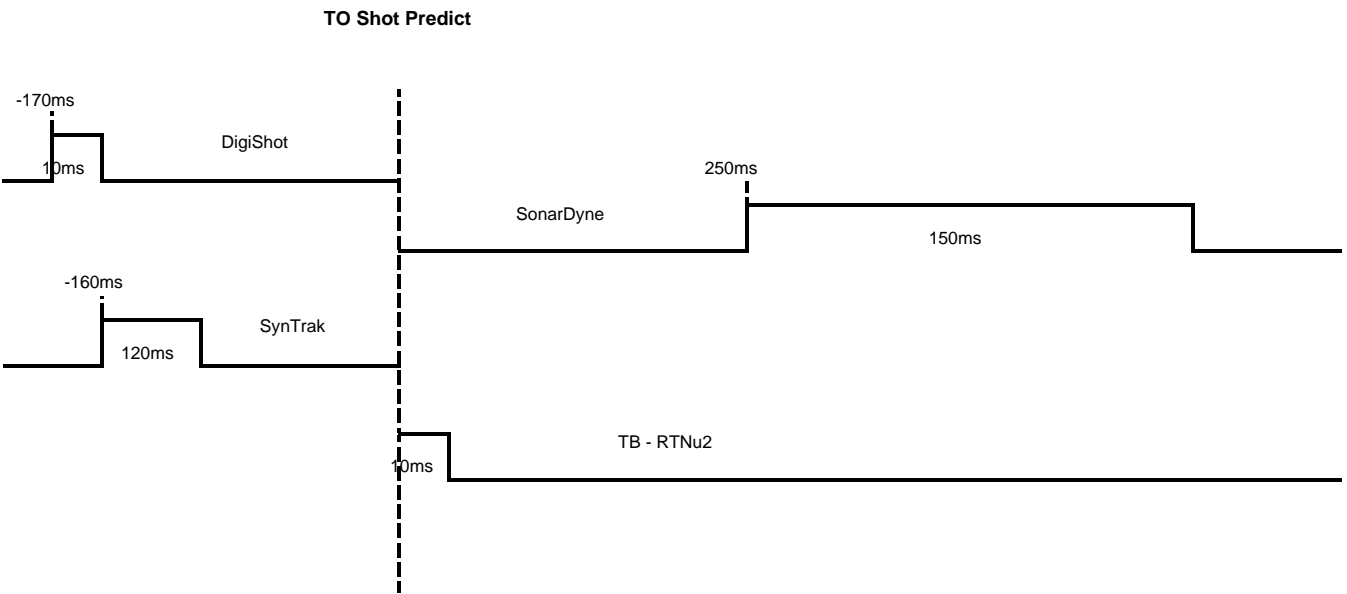 TO Shot Predict
-170ms
DigiShot
10ms
250ms
SonarDyne
150ms
-160ms
SynTrak
120ms
TB - RTNu2
10ms